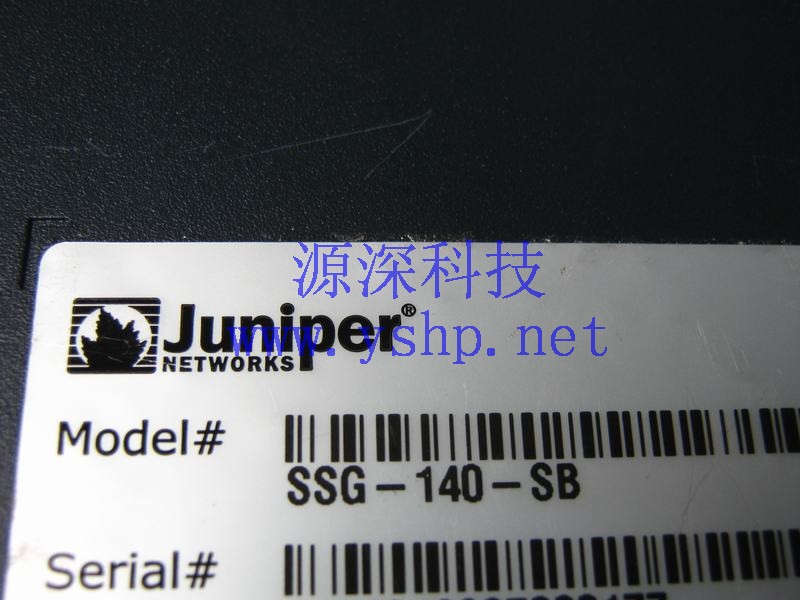 源深科技
Juniper®
NETWORKS
www.yshp.net
Model#
SSG-140-SB
Serial#